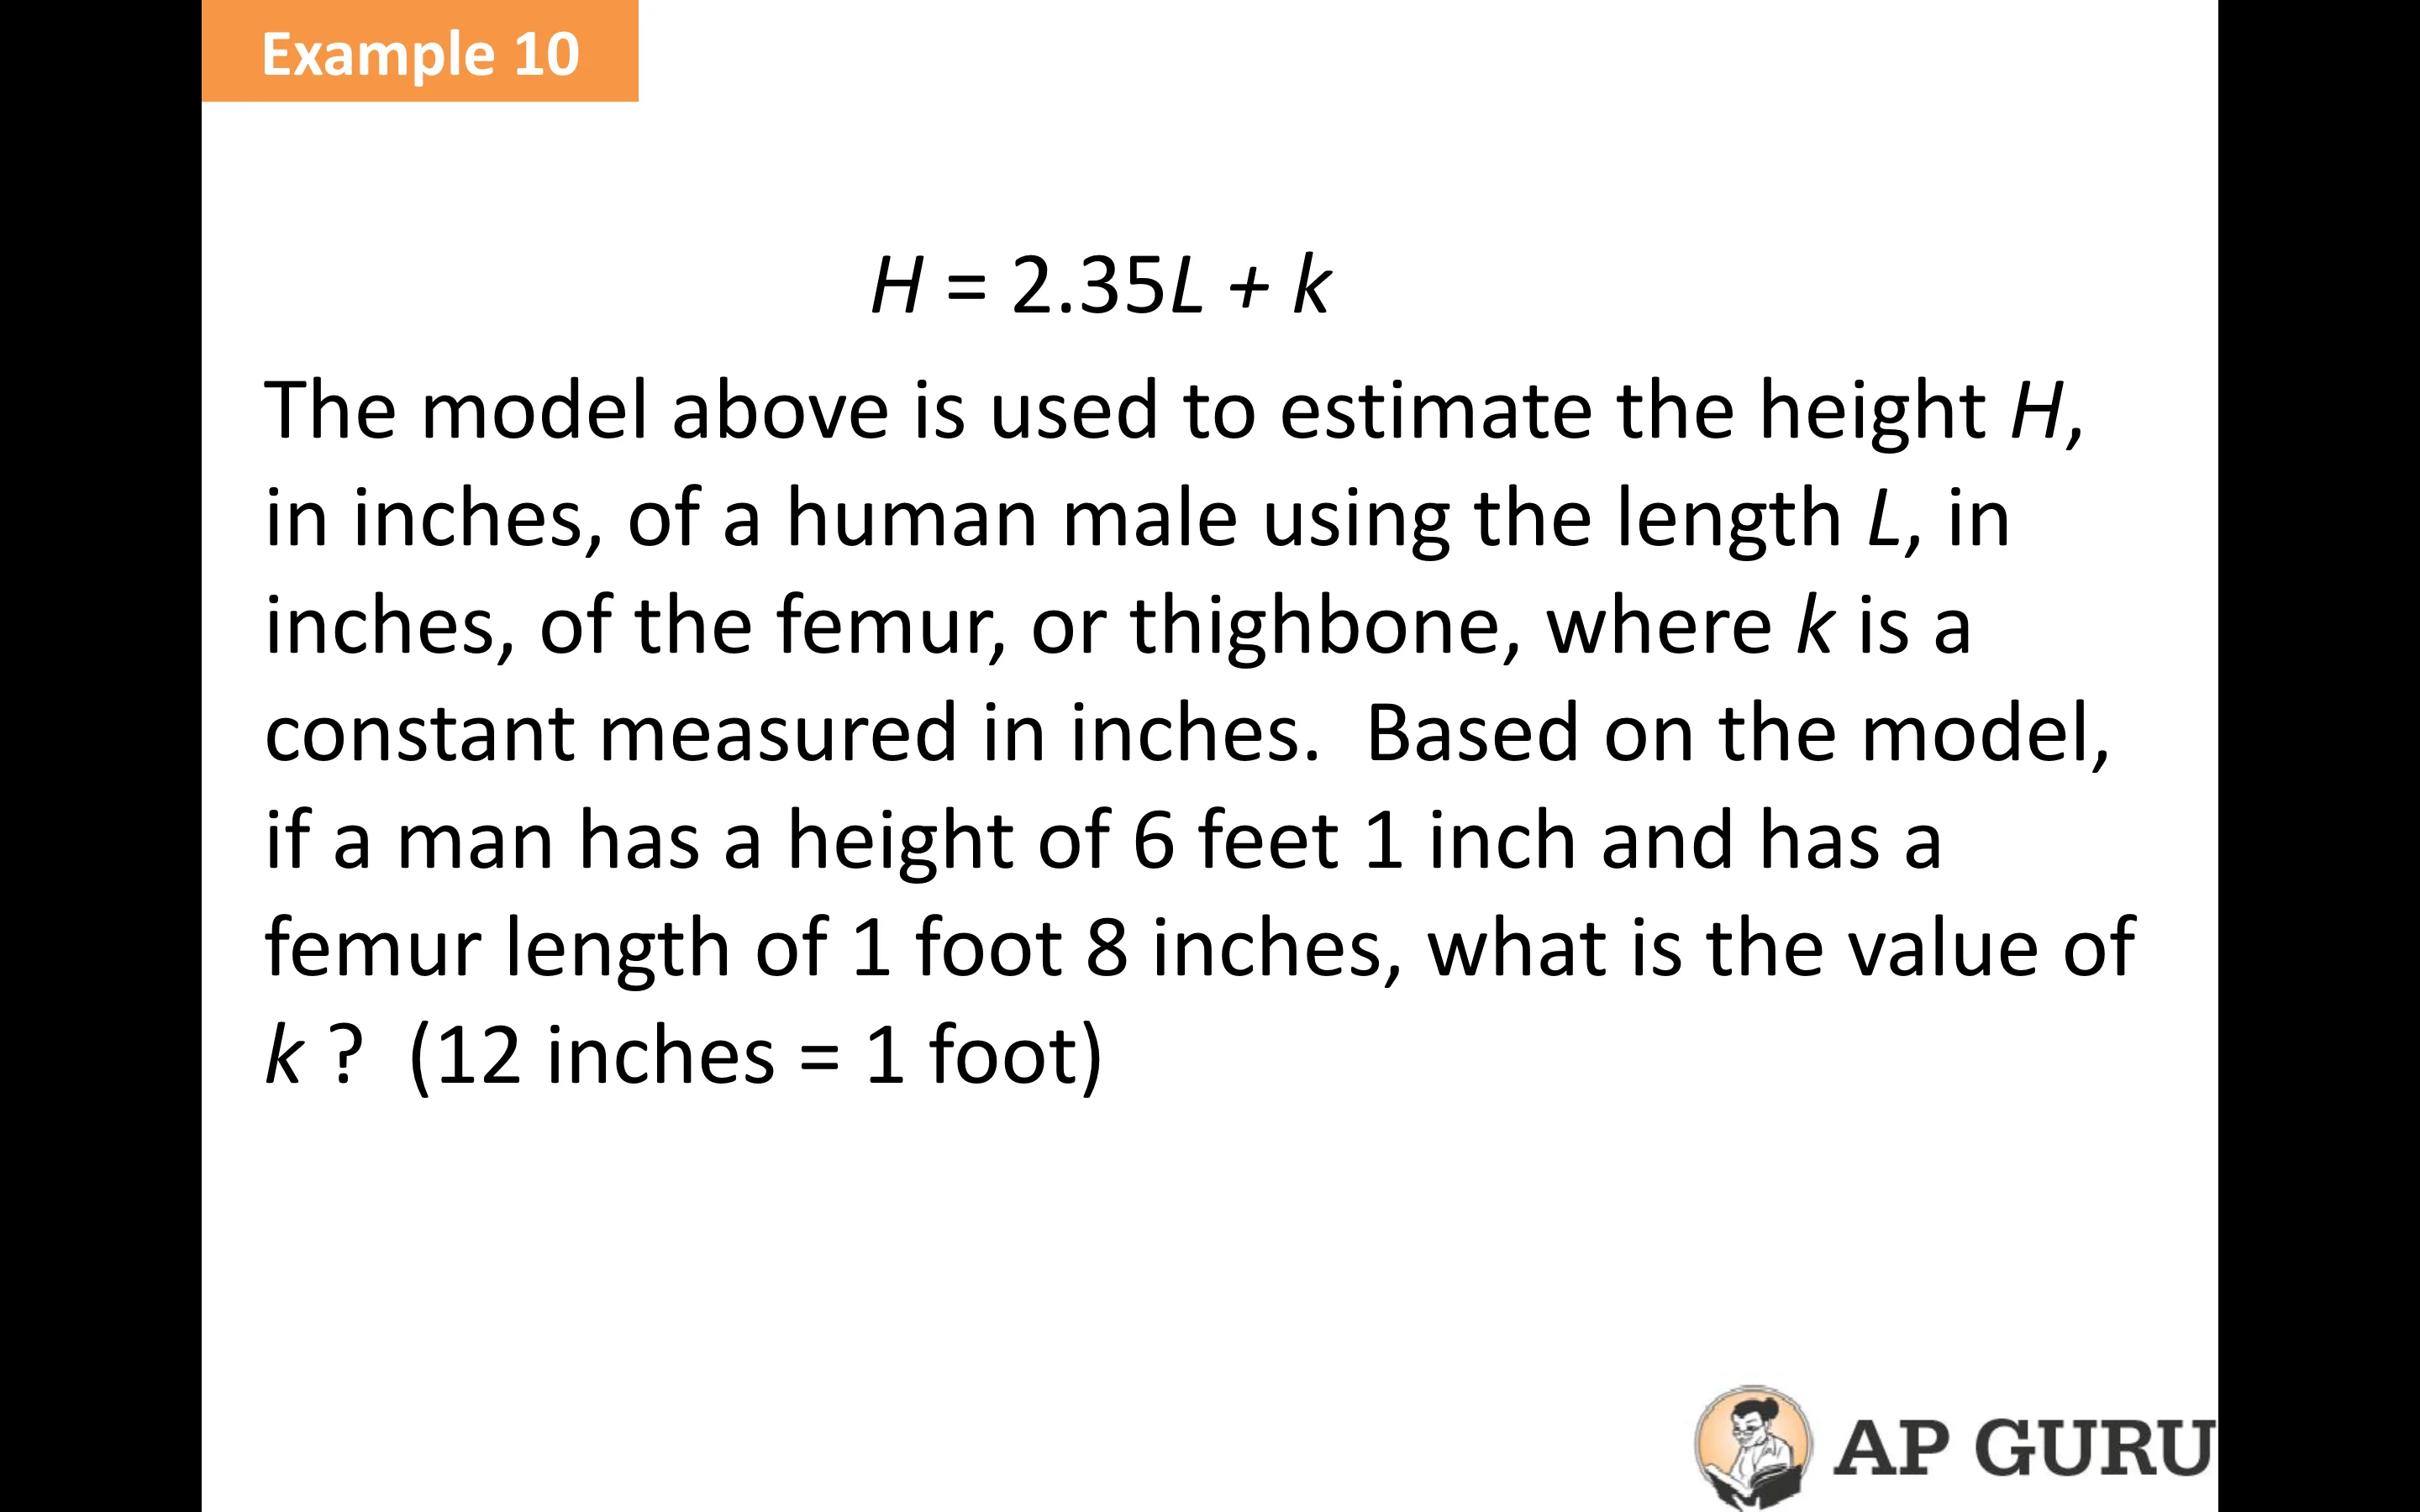 Example 10
H = 2.35L + k
The model above is used to estimate the height H,
in inches, of a human male using the length L, in
inches, of the femur, or thighbone, where k is a
constant measured in inches.  Based on the model,
if a man has a height of 6 feet 1 inch and has a
femur length of 1 foot 8 inches, what is the value of
k ?  (12 inches = 1 foot)
AP GURU